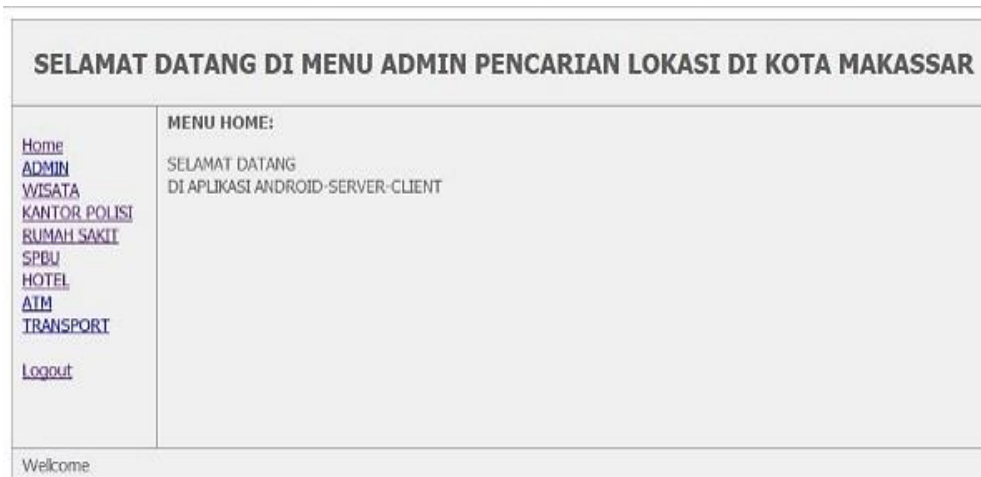 SELAMAT DATANG DI MENU ADMIN PENCARIAN LOKASI DI KOTA MAKASSAR
Home
ADMIN
WISATA
KANTOR POLISI
RUMAH SAKIT
SPBU
HOTEL
ATM
TRANSPORT
Logout
MENU HOME:
SELAMAT DATANG
DI APLIKASI ANDROID-SERVER-CLIENT
Wellcome